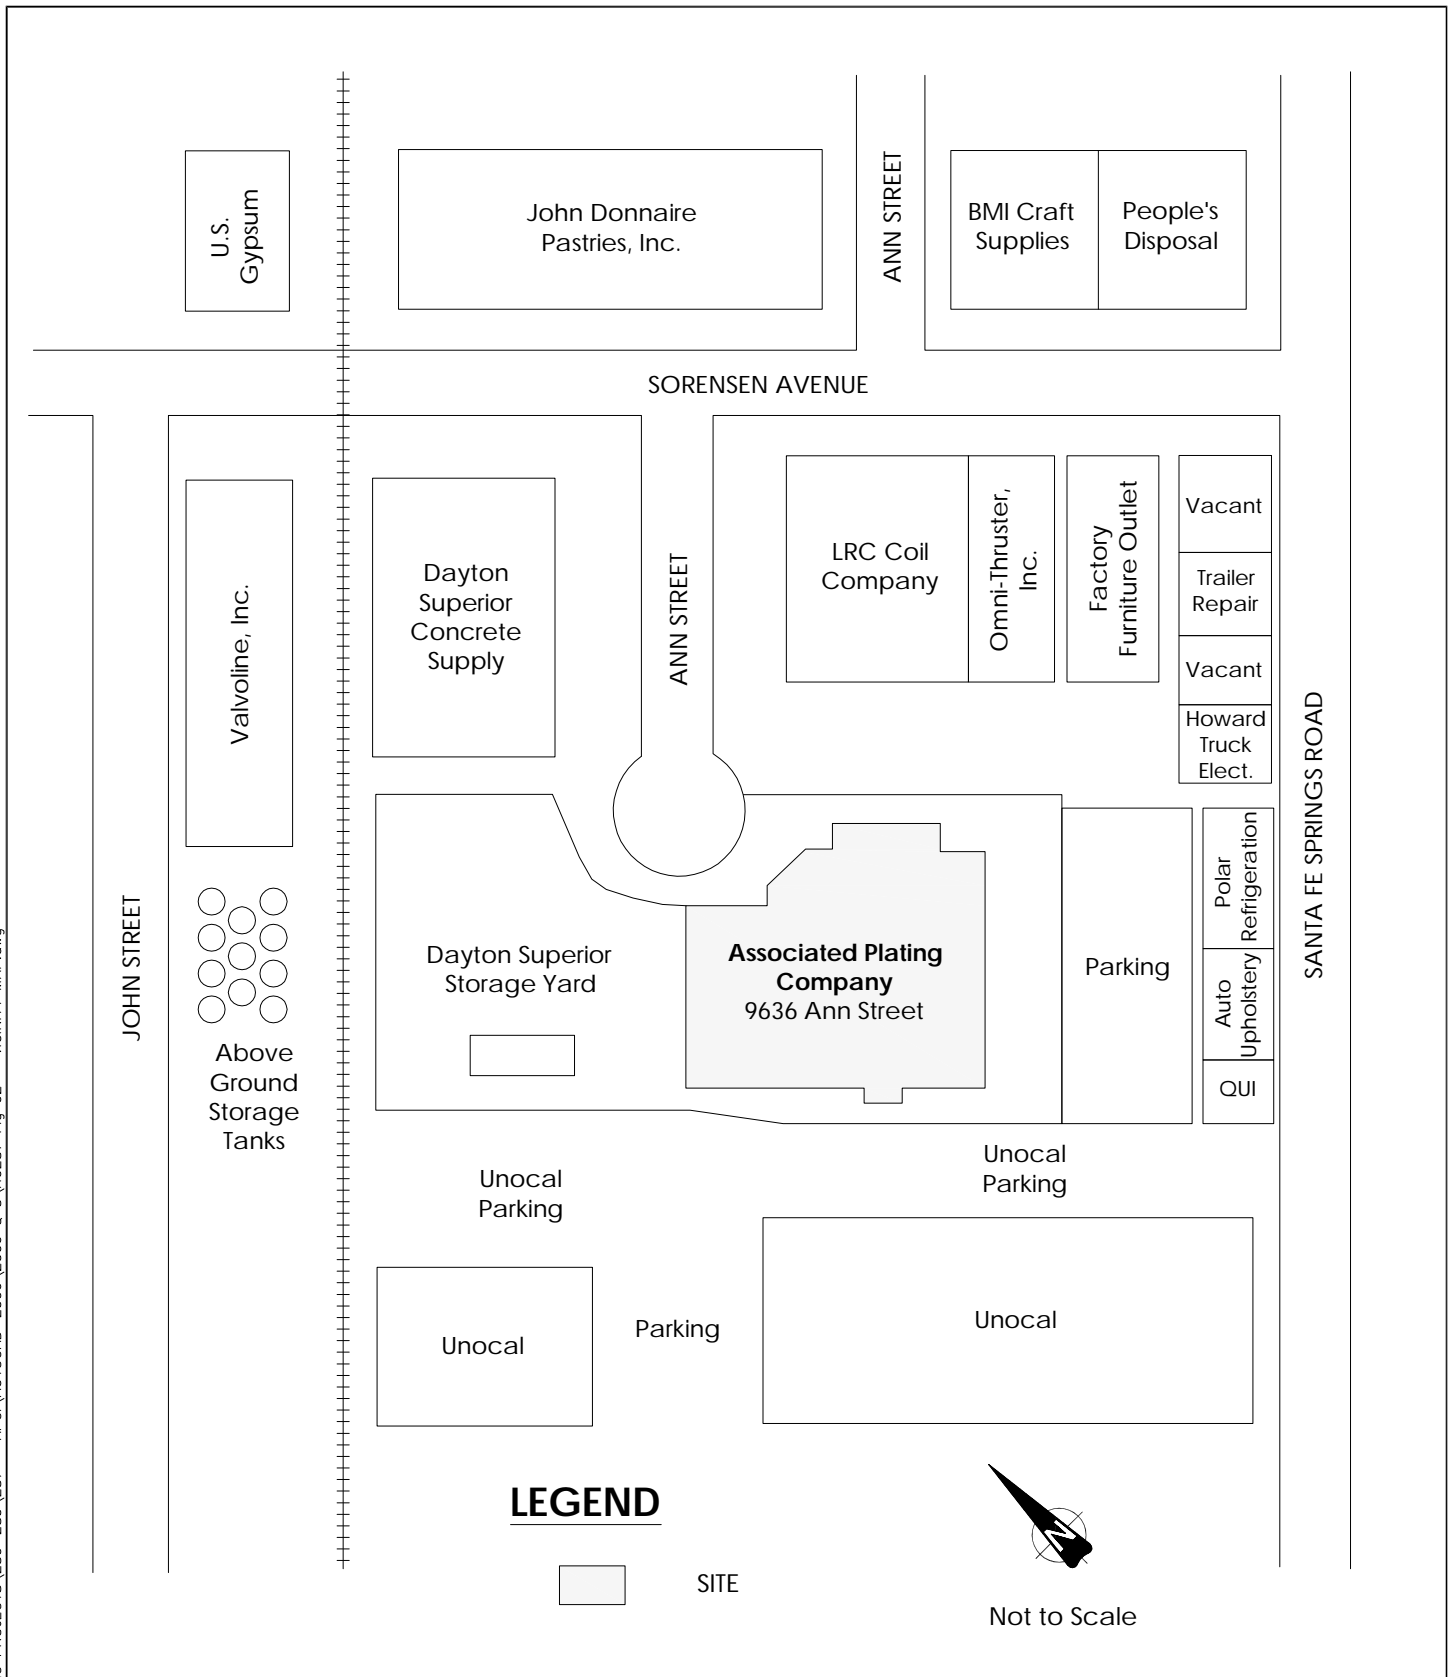 U.S.
Gypsum
John Donnaire
Pastries, Inc.
ANN STREET
BMI Craft
Supplies
People's
Disposal
SORENSEN AVENUE
Valvoline, Inc.
Dayton
Superior
Concrete
Supply
ANN STREET
LRC Coil
Company
Omni-Thruster,
Inc.
Factory
Furniture Outlet
Vacant
Trailer
Repair
Vacant
Howard
Truck
Elect.
SANTA FE SPRINGS ROAD
JOHN STREET
Above
Ground
Storage
Tanks
Dayton Superior
Storage Yard
Associated Plating
Company
9636 Ann Street
Parking
Polar
Refrigeration
Auto
Upholstery
QUI
Unocal
Parking
Unocal
Parking
Unocal
Parking
Unocal
LEGEND
SITE
N
Not to Scale